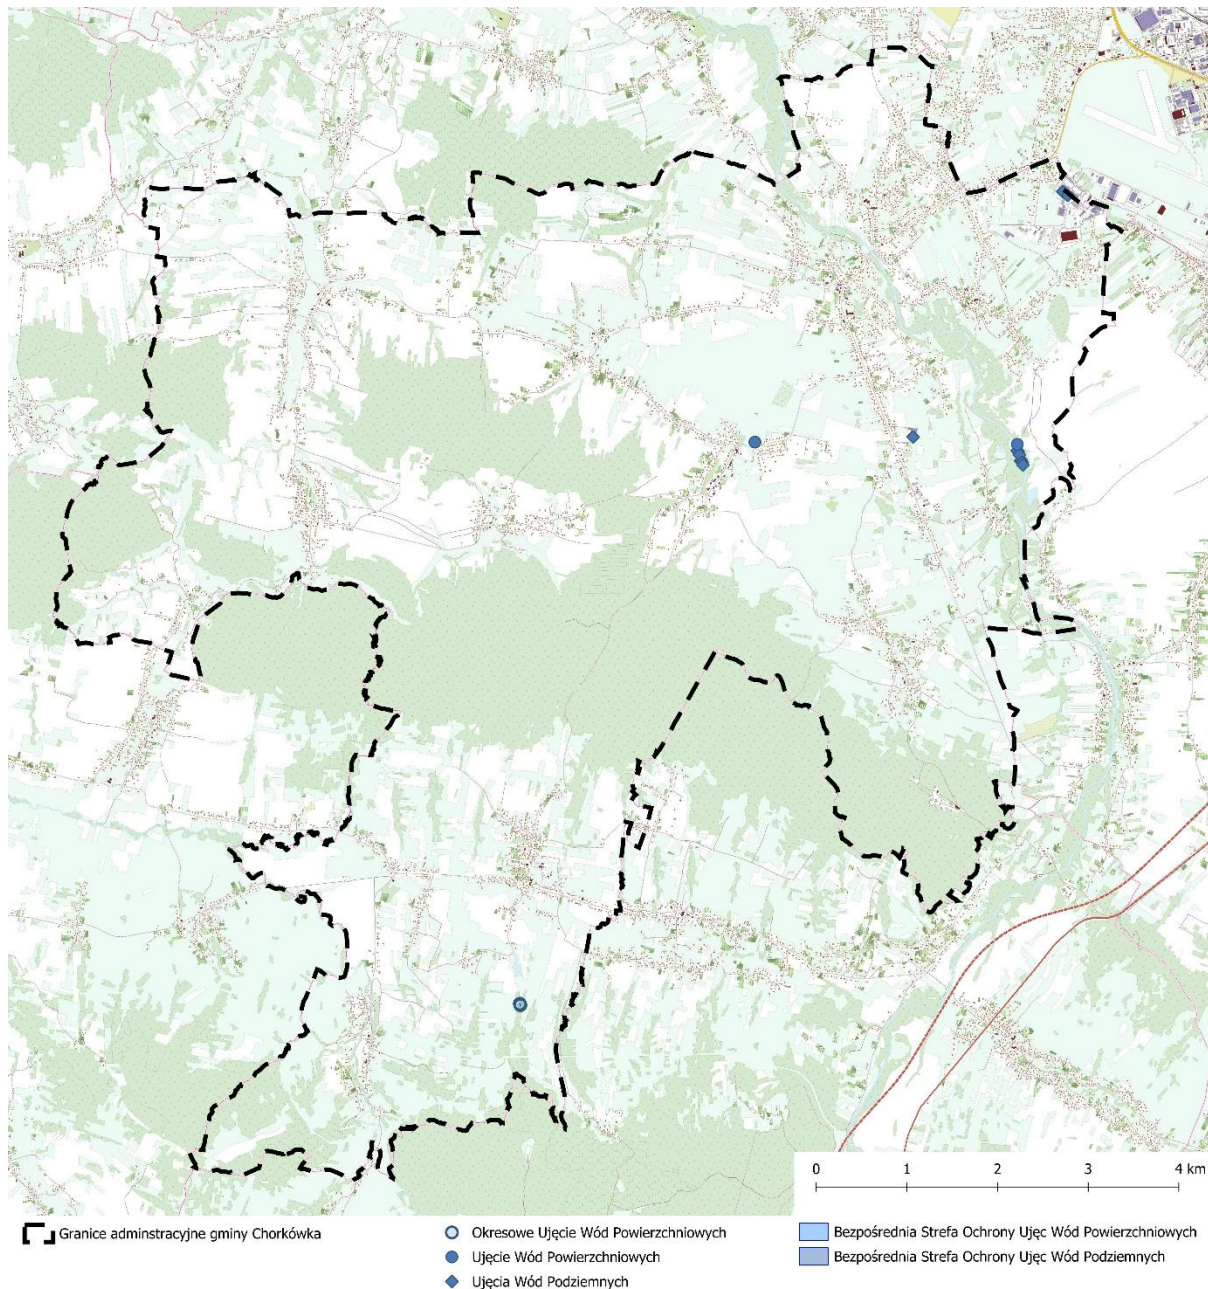 0 1 2 3 4 km
Granice adminstracyjne gminy Chorkówka
Okresowe Ujęcie Wód Powierzchniowych
Ujęcie Wód Powierzchniowych
Ujęcia Wód Podziemnych
Bezpośrednia Strefa Ochrony Ujęc Wód Powierzchniowych
Bezpośrednia Strefa Ochrony Ujęc Wód Podziemnych